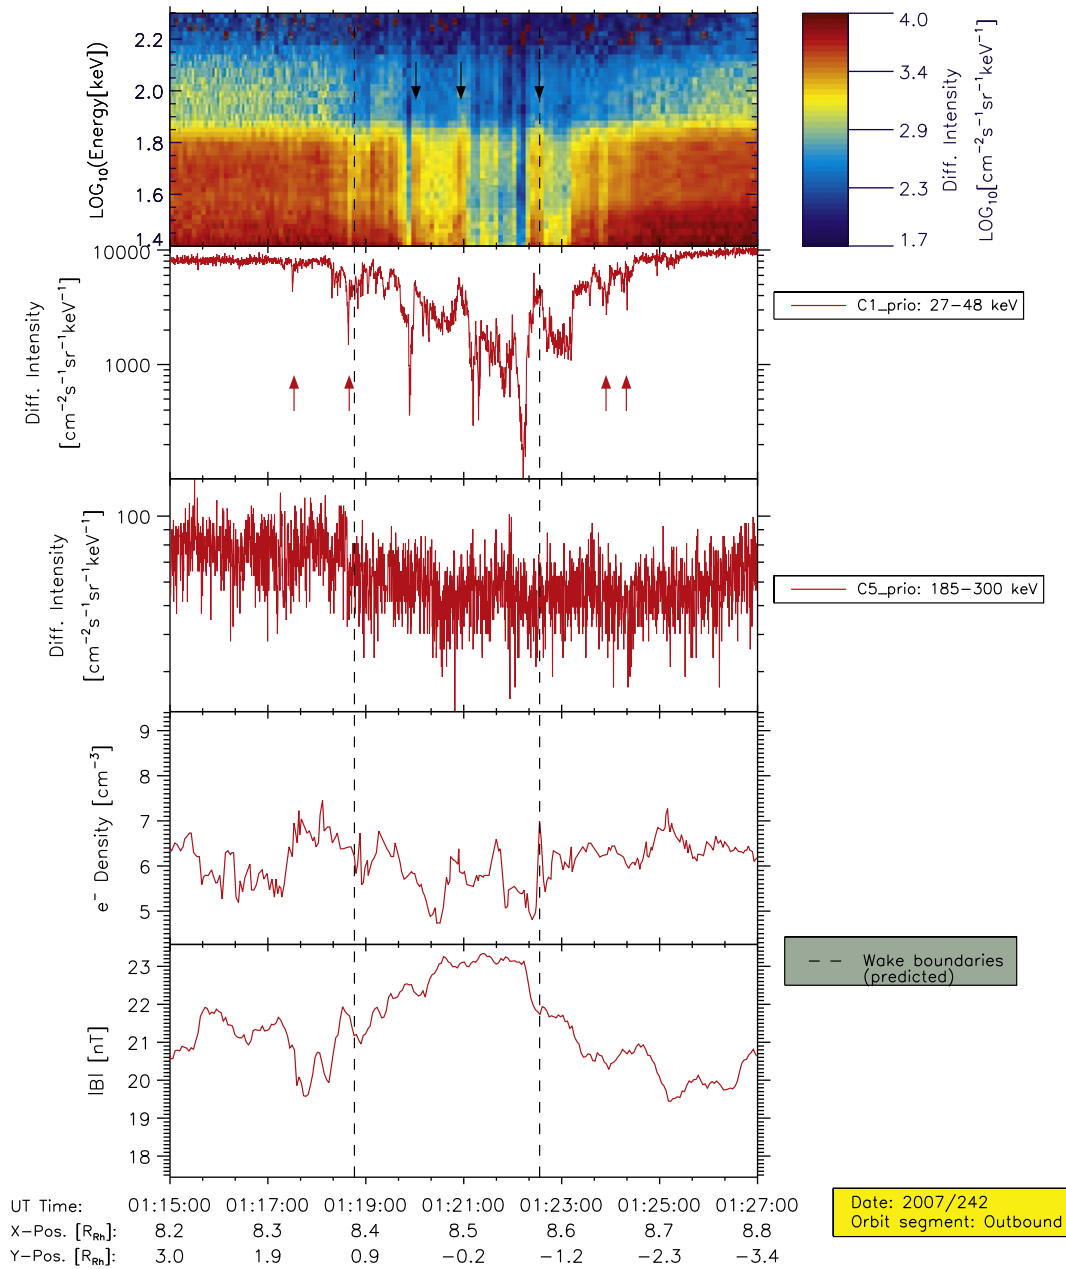 2.2
2.0
1.8
1.6
1.4
LOG10(Energy[keV])
4.0
3.4
2.9
2.3
1.7
Diff. Intensity
LOG10[cm−2s−1sr−1keV−1]
10000
1000
Diff. Intensity
[cm−2s−1sr−1keV−1]
C1_prio: 27−48 keV
100
Diff. Intensity
[cm−2s−1sr−1keV−1]
C5_prio: 185−300 keV
9
8
7
6
5
e− Density [cm−3]
Wake boundaries
(predicted)
23
22
21
20
19
18
|B| [nT]
UT Time: 01:15:00 01:17:00 01:19:00 01:21:00 01:23:00 01:25:00 01:27:00
X−Pos. [RRh]: 8.2 8.3 8.4 8.5 8.6 8.7 8.8
Y−Pos. [RRh]: 3.0 1.9 0.9 −0.2 −1.2 −2.3 −3.4
Date: 2007/242
Orbit segment: Outbound